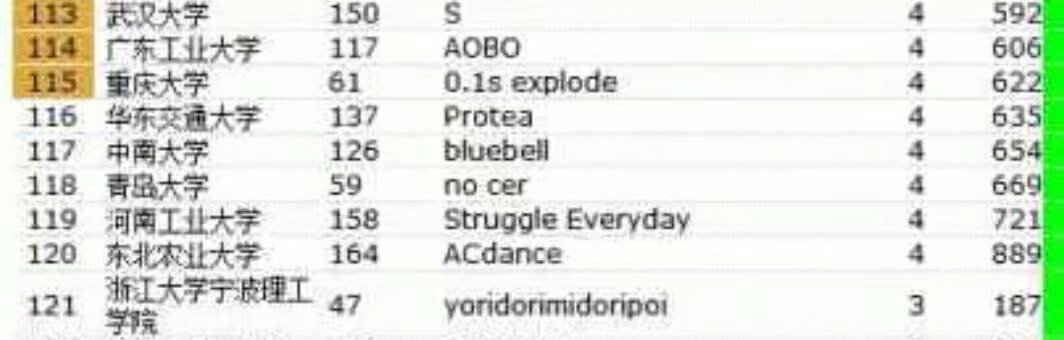 113 武汉大学 150 S 4 592
114 广东工业大学 117 AOBO 4 606
115 重庆大学 61 0.1s explode 4 622
116 华东交通大学 137 Protea 4 635
117 中南大学 126 bluebell 4 654
118 青岛大学 59 no cer 4 669
119 河南工业大学 158 Struggle Everyday 4 721
120 东北农业大学 164 ACdance 4 889
121 浙江大学宁波理工 47 yoridorimidoripoi 3 187
学院